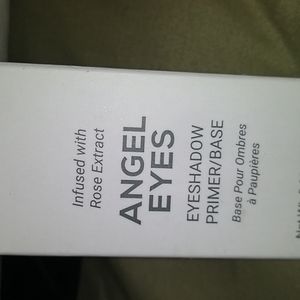 Infused with
Rose Extract
ANGEL
EYES
EYESHADOW
PRIMER/BASE
Base Pour Ombres
à Paupières